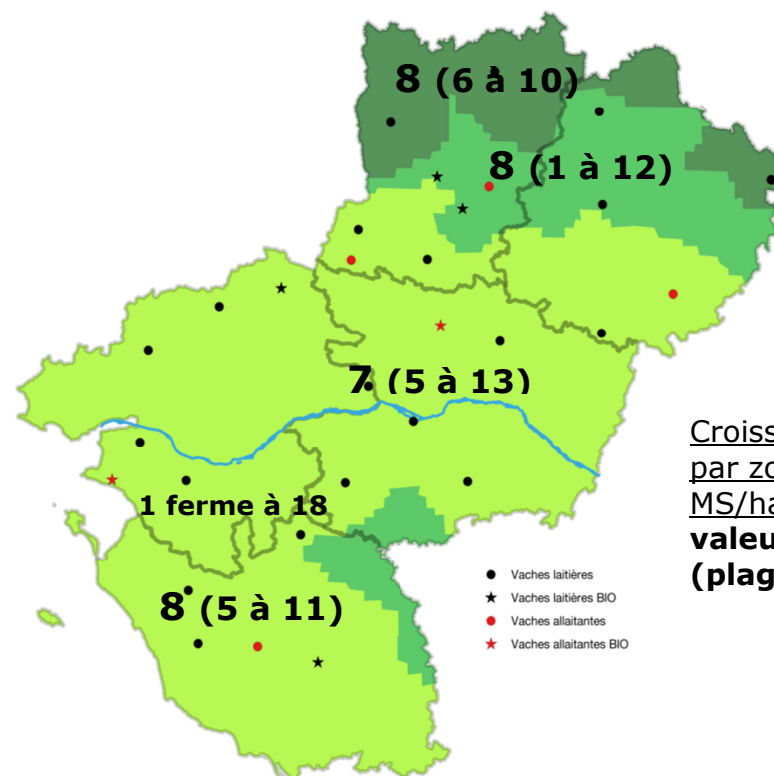 8 (6 à 10)
8 (1 à 12)
7 (5 à 13)
1 ferme à 18
8 (5 à 11)
Vaches laitières
Vaches laitières BIO
Vaches allaitantes
Vaches allaitantes BIO
Croiss
par zo
MS/ha
valeu
(plag